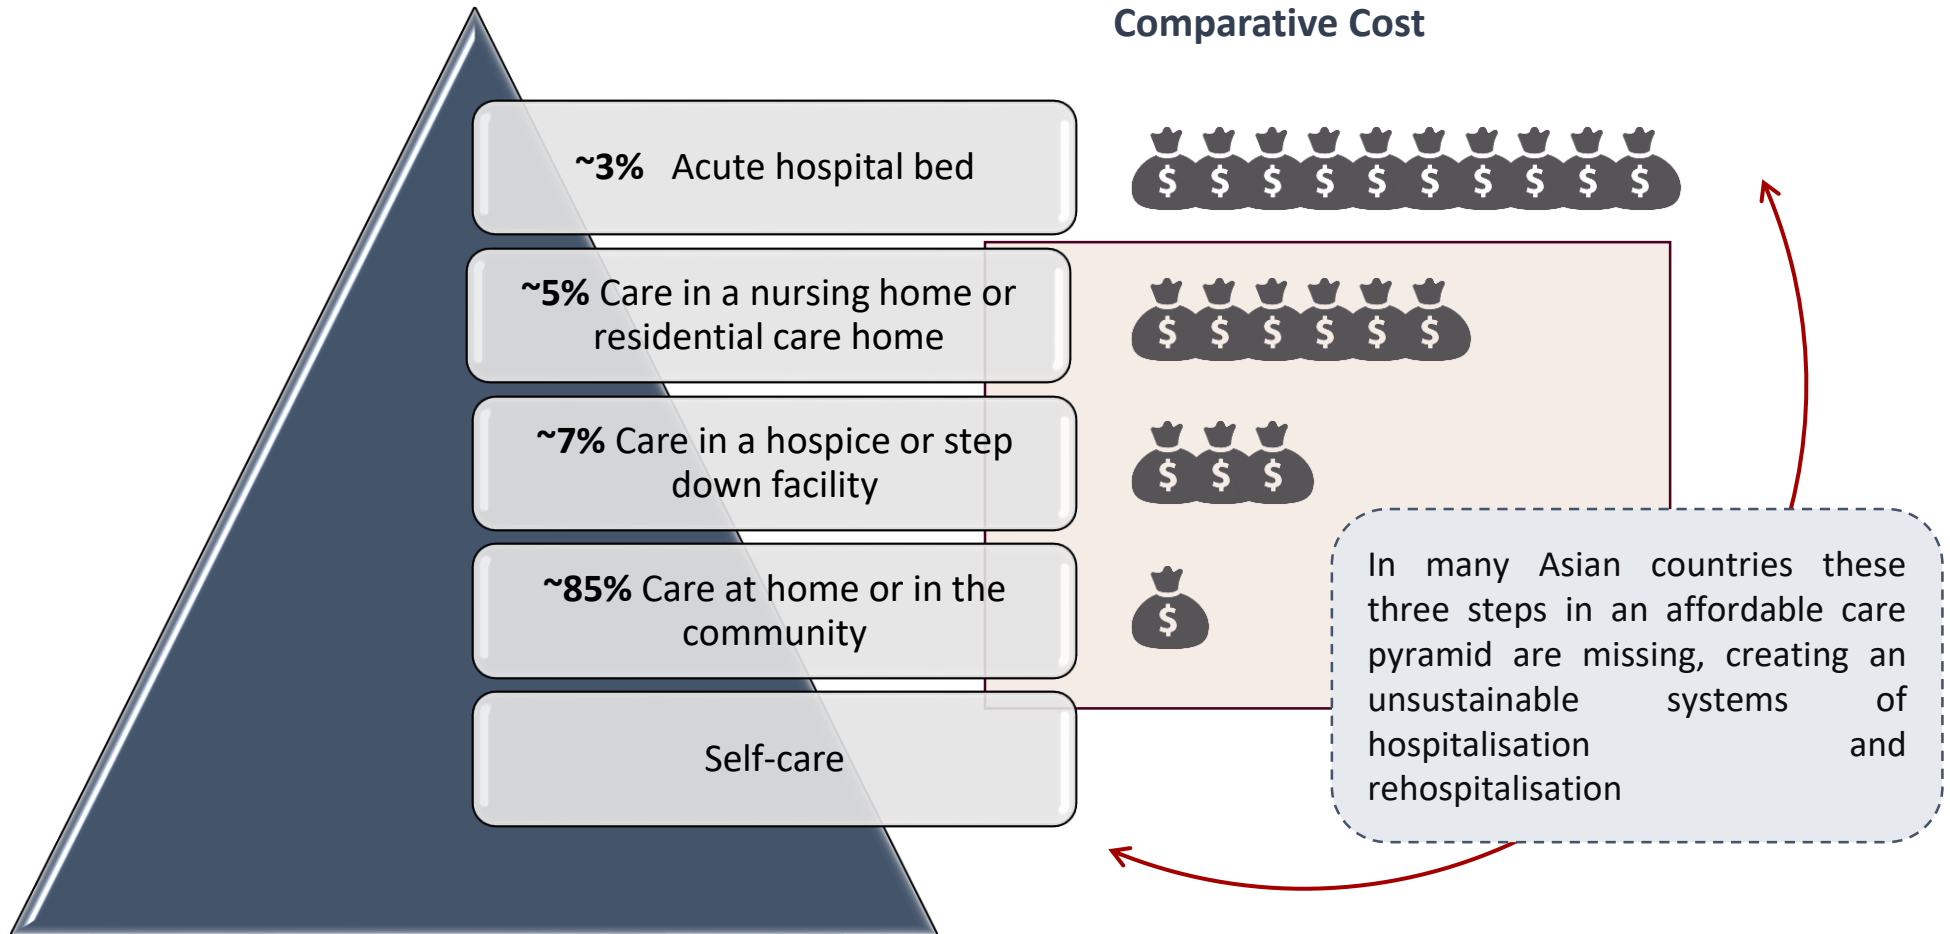 Comparative Cost
~3% Acute hospital bed
$ $ $ $ $ $ $ $ $ $
~5% Care in a nursing home or
residential care home
$ $ $ $ $ $
~7% Care in a hospice or step
down facility
$ $ $
~85% Care at home or in the
community
$
Self-care
In many Asian countries these
three steps in an affordable care
pyramid are missing, creating an
unsustainable systems of
hospitalisation and
rehospitalisation